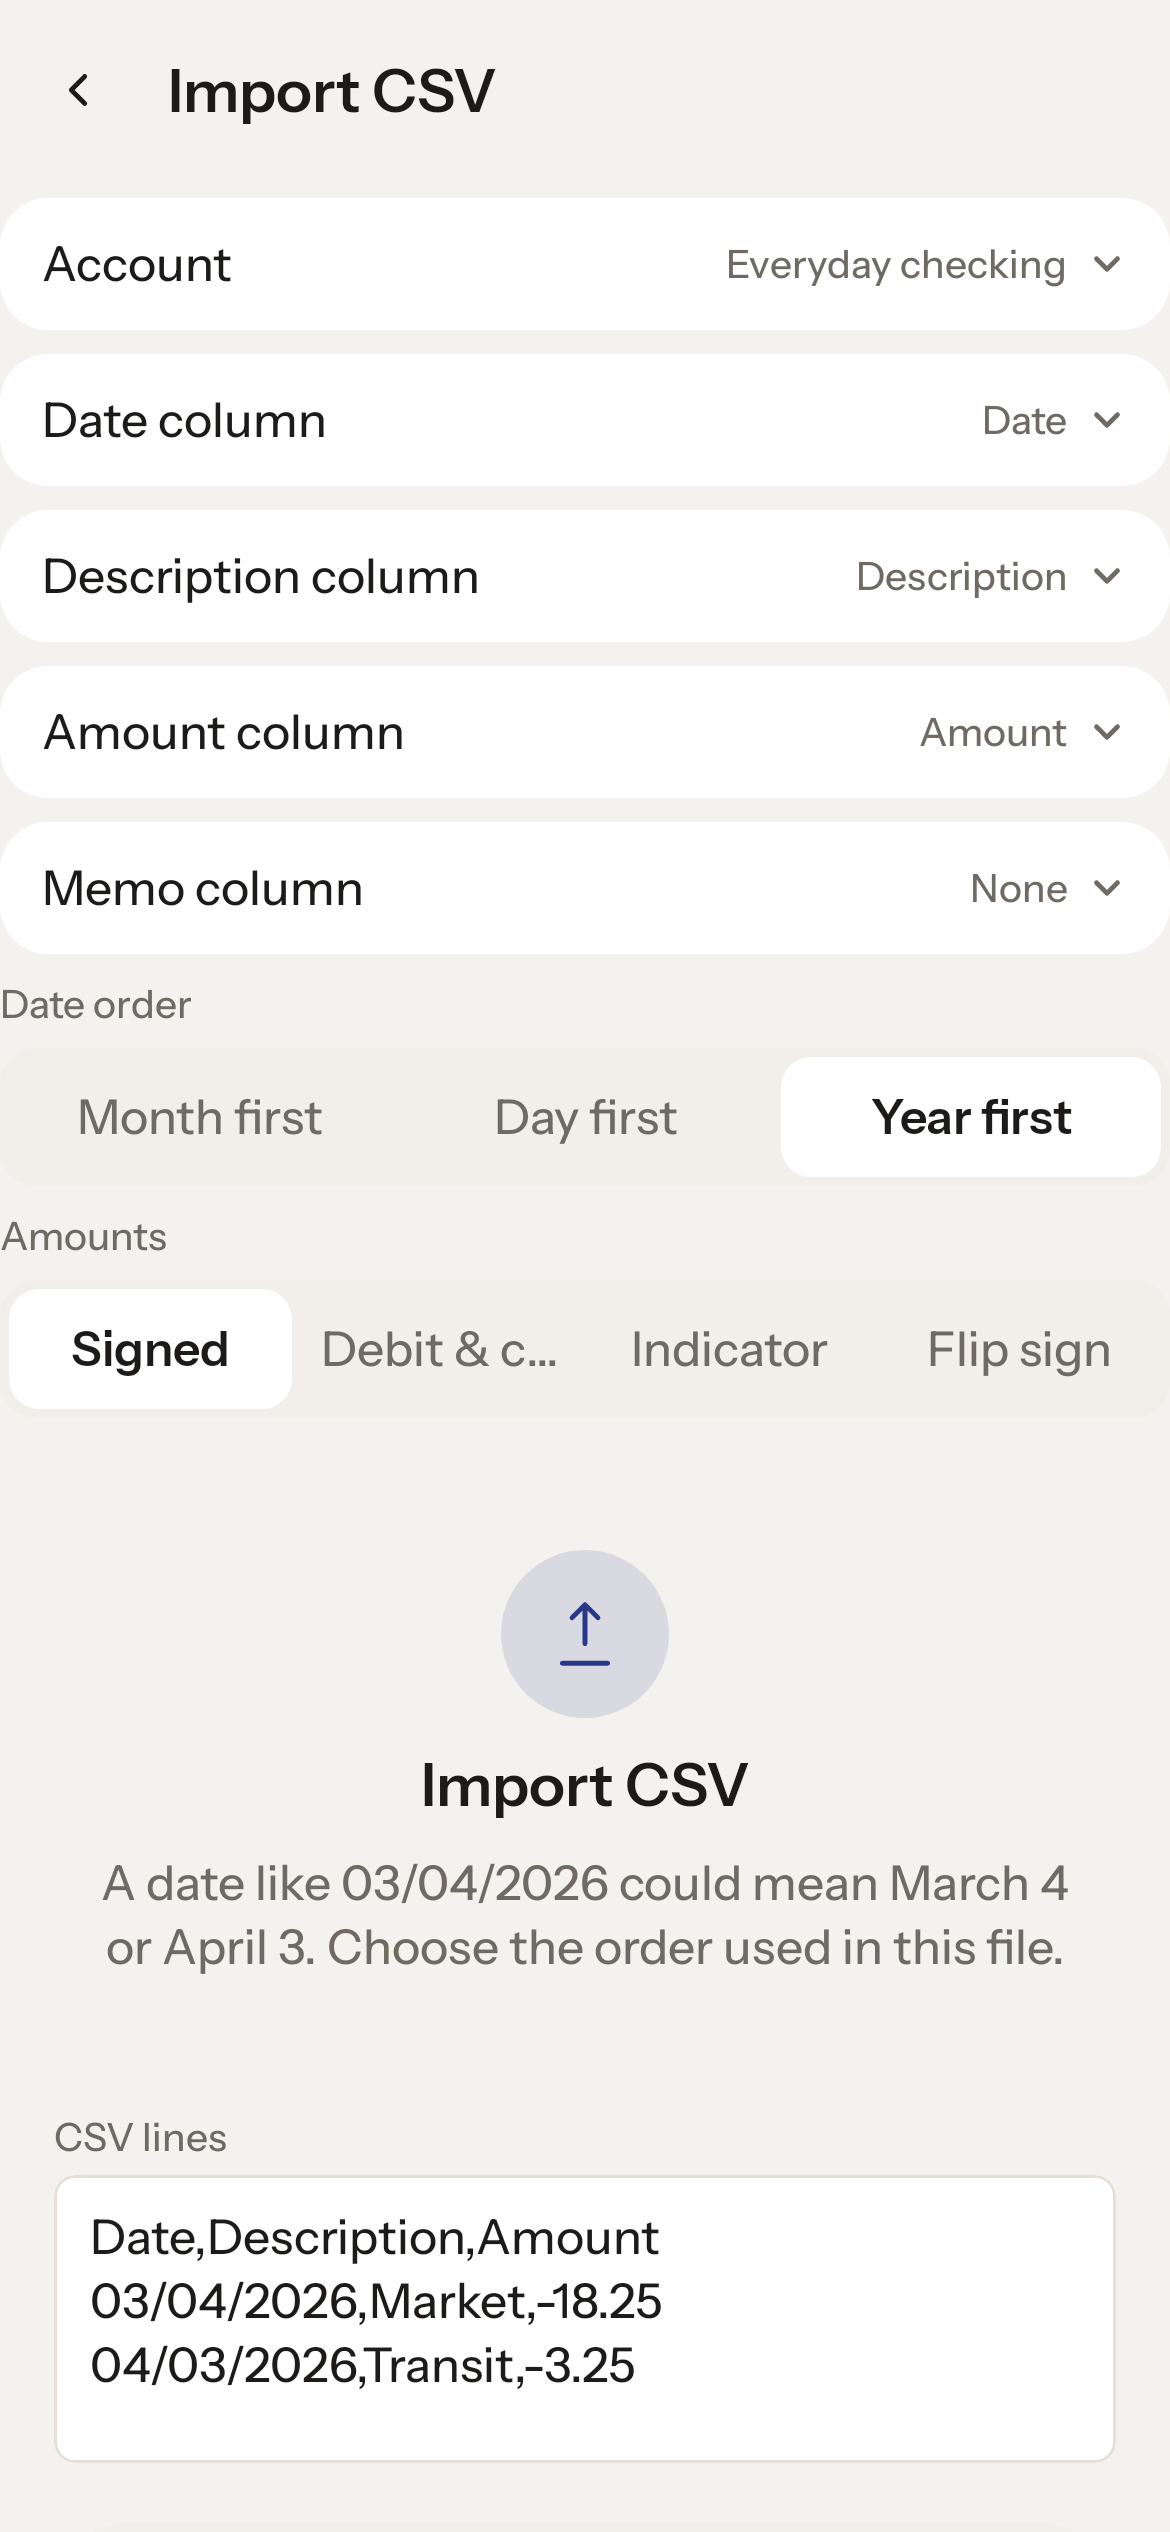 Import CSV
Account Everyday checking
Date column Date
Description column Description
Amount column Amount
Memo column None
Date order
Month first Day first Year first
Amounts
Signed Debit & c... Indicator Flip sign
Import CSV
A date like 03/04/2026 could mean March 4
or April 3. Choose the order used in this file.
CSV lines
Date,Description,Amount
03/04/2026,Market,-18.25
04/03/2026,Transit,-3.25